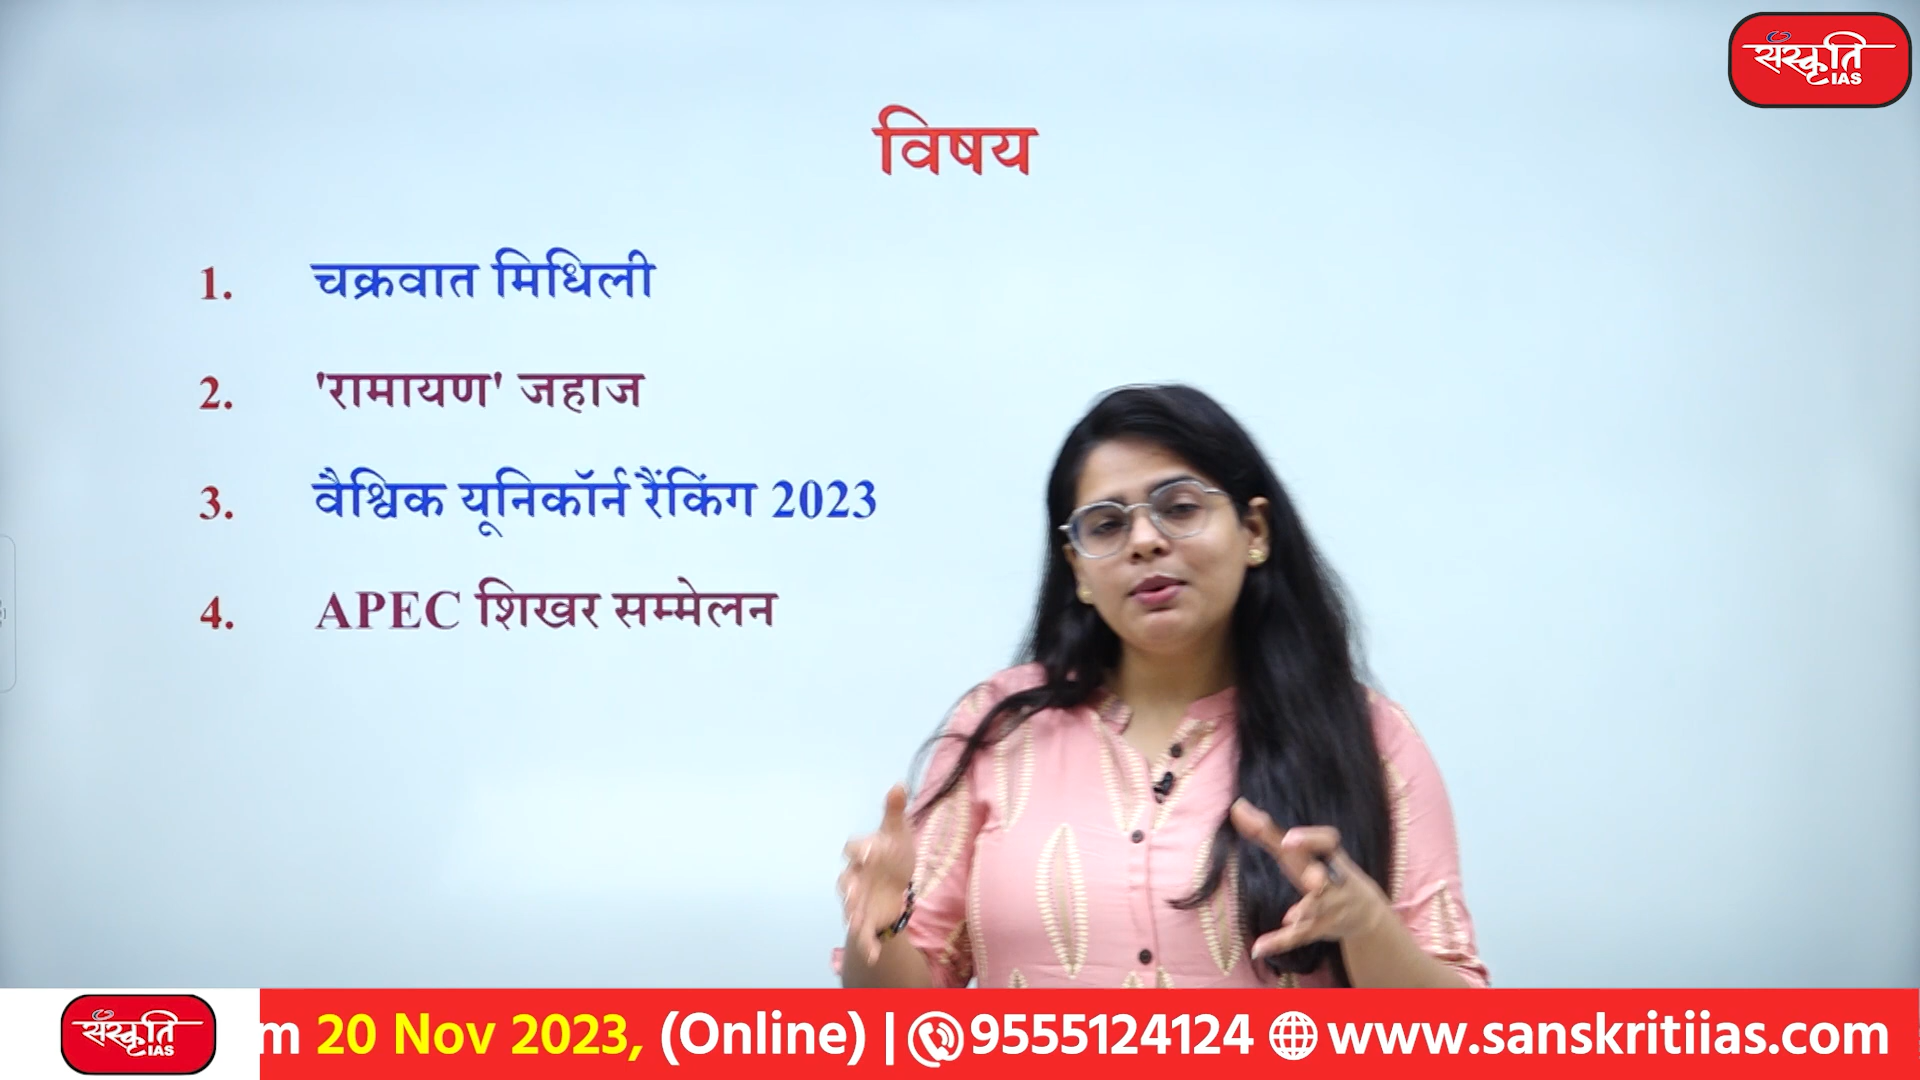 संस्कृति
IAS
विषय
1. चक्रवात मिधिली
2. 'रामायण' जहाज
3. वैश्विक यूनिकॉर्न रैंकिंग 2023
4. APEC शिखर सम्मेलन
संस्कृति
IAS
m 20 Nov 2023, (Online) | 9555124124 www.sanskritiias.com